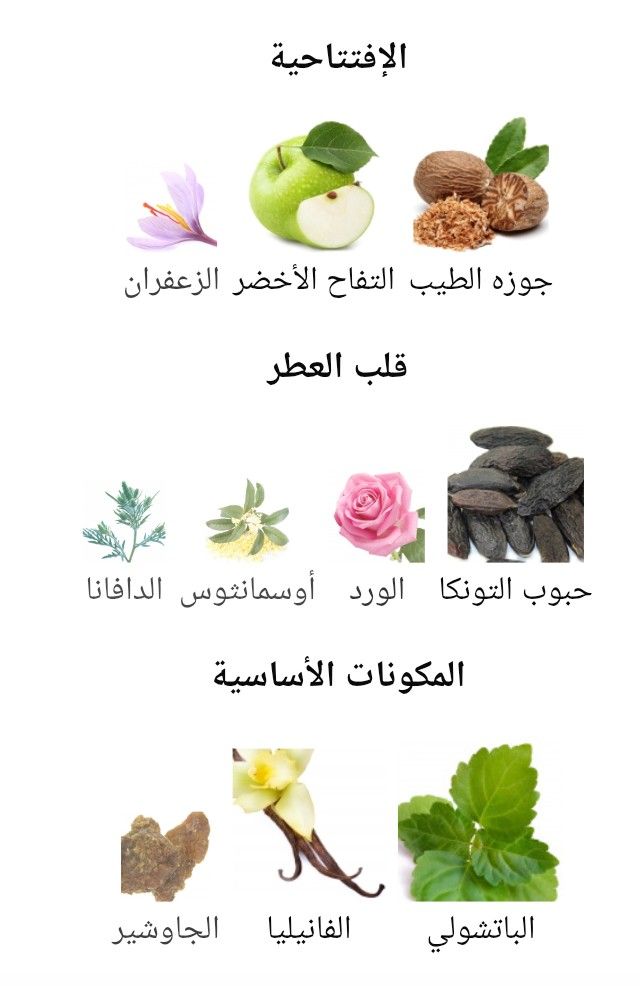 الإفتتاحية
جوزه الطيب التفاح الأخضر الزعفران
قلب العطر
حبوب التونكا الورد أوسمانثوس الدافانا
المكونات الأساسية
الباتشولي الفانيليا الجاوشير